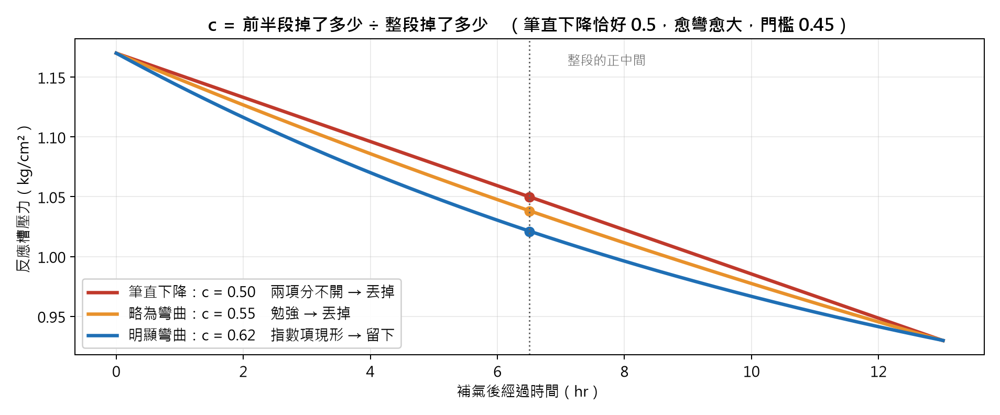 c = 前半段掉了多少 ÷ 整段掉了多少 （筆直下降恰好 0.5，愈彎愈大，門檻 0.45）
整段的正中間
1.15
1.10
1.05
1.00
0.95
反應槽壓力（kg/cm²）
筆直下降：c = 0.50 兩項分不開 → 丟掉
略為彎曲：c = 0.55 勉強 → 丟掉
明顯彎曲：c = 0.62 指數項現形 → 留下
0 2 4 6 8 10 12
補氣後經過時間（hr）